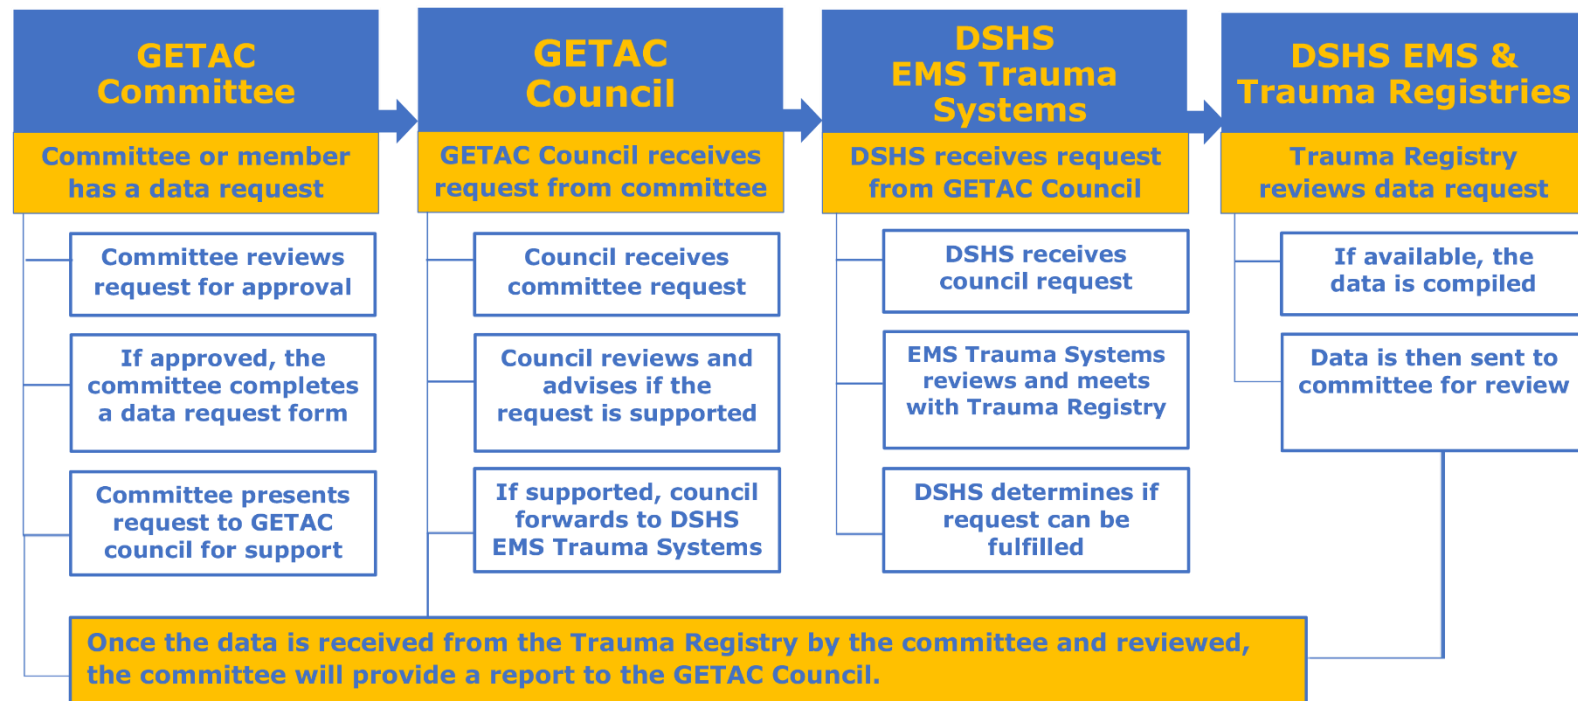 GETAC
Committee
Committee or member
has a data request
Committee reviews
request for approval
If approved, the
committee completes
a data request form
Committee presents
request to GETAC
council for support
GETAC
Council
GETAC Council receives
request from committee
Council receives
committee request
Council reviews and
advises if the
request is supported
If supported, council
forwards to DSHS
EMS Trauma Systems
DSHS
EMS Trauma
Systems
DSHS receives request
from GETAC Council
DSHS receives
council request
EMS Trauma Systems
reviews and meets
with Trauma Registry
DSHS determines if
request can be
fulfilled
DSHS EMS &
Trauma Registries
Trauma Registry
reviews data request
If available, the
data is compiled
Data is then sent to
committee for review
Once the data is received from the Trauma Registry by the committee and reviewed,
the committee will provide a report to the GETAC Council.